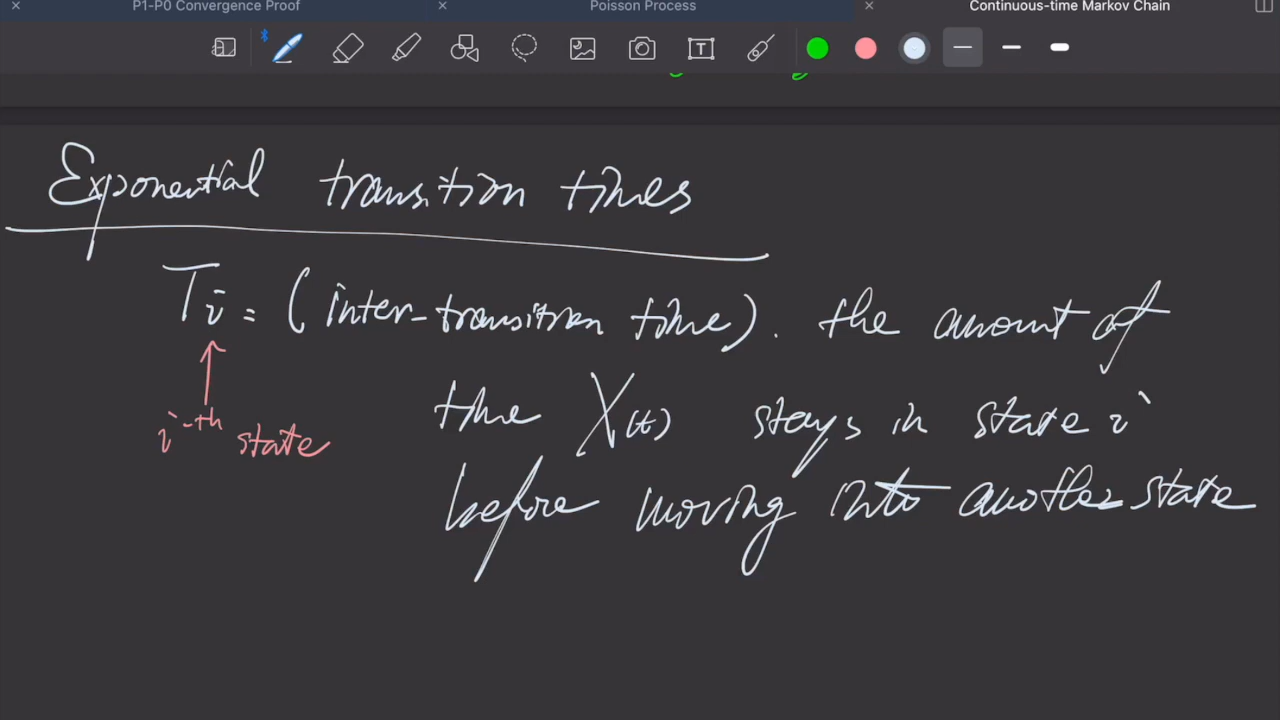 P1-P0 Convergence Proof Poisson Process Continuous-time Markov Chain
Exponential transition times
Ti = (inter-transition time). the amount of
time X(t) stays in state i
i-th state
before moving into another state